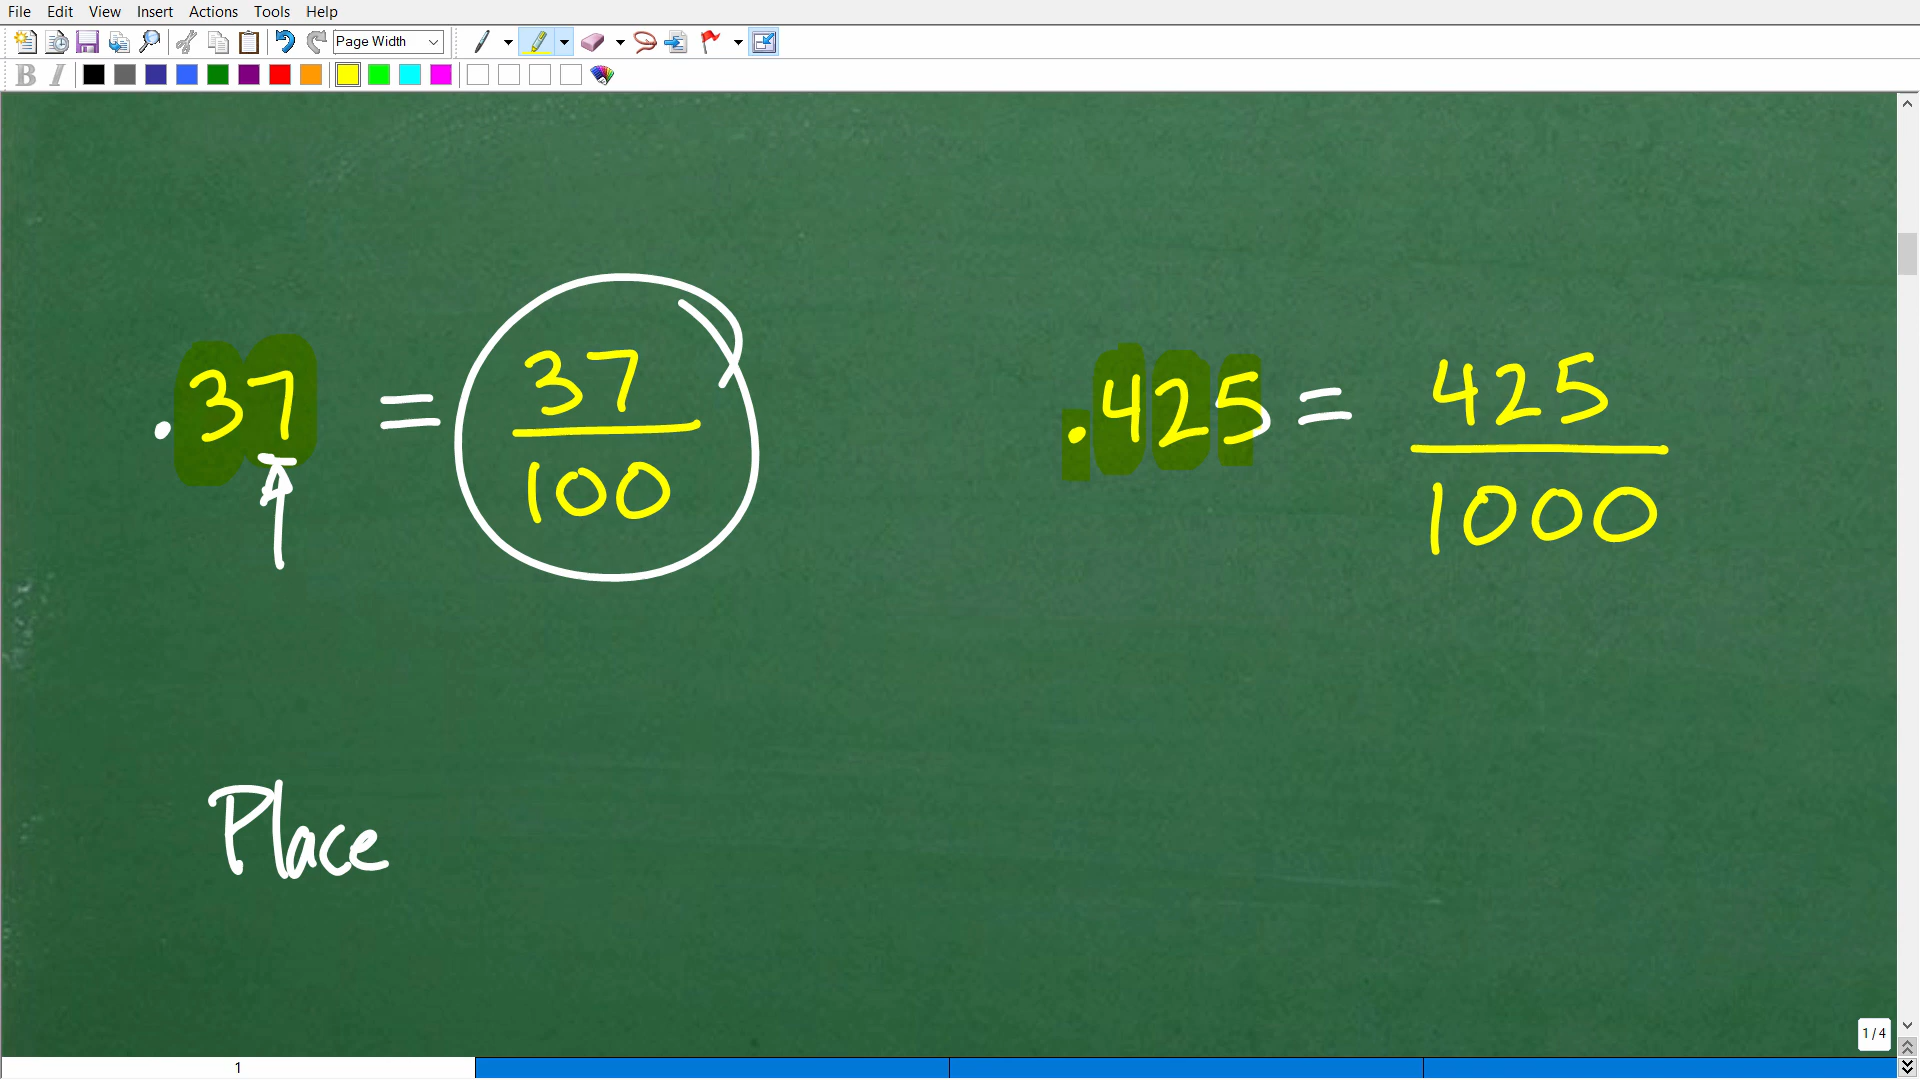 File Edit View Insert Actions Tools Help
Page Width
B I
.37 = 37/100
.425 = 425/1000
Place
1 / 4
1